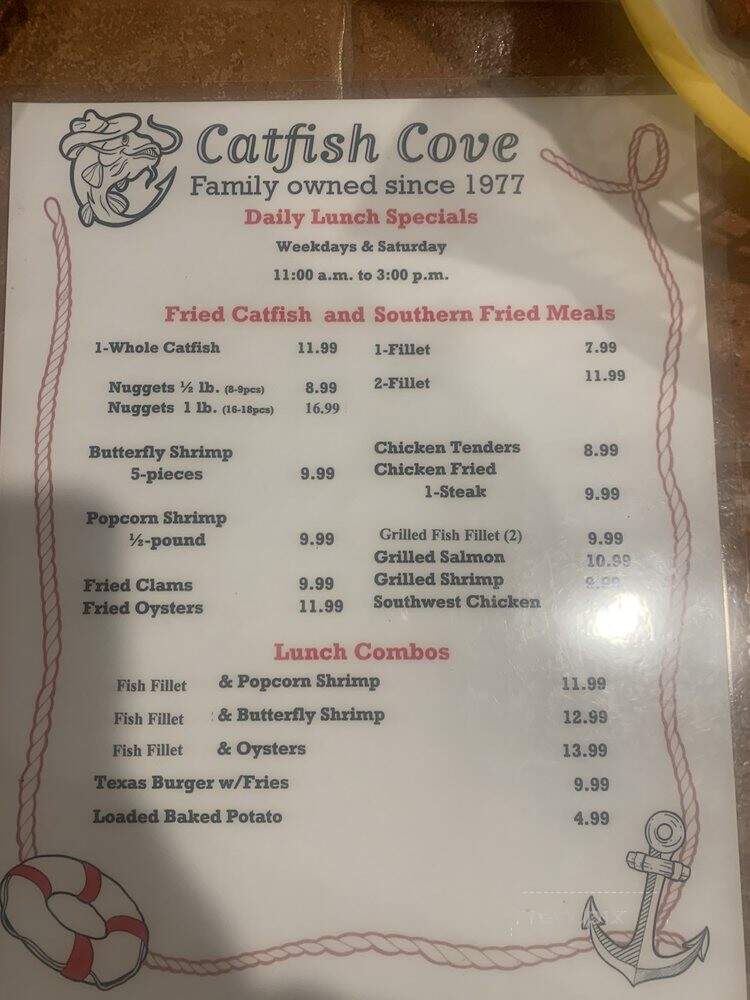 Catfish Cove
Family owned since 1977
Daily Lunch Specials
Weekdays & Saturday
11:00 a.m. to 3:00 p.m.
Fried Catfish and Southern Fried Meals
1-Whole Catfish 11.99
Nuggets ½ lb. (8-9pcs) 8.99
Nuggets 1 lb. (16-18pcs) 16.99
Butterfly Shrimp
5-pieces 9.99
Popcorn Shrimp
½-pound 9.99
Fried Clams 9.99
Fried Oysters 11.99
1-Fillet 7.99
2-Fillet 11.99
Chicken Tenders 8.99
Chicken Fried
1-Steak 9.99
Grilled Fish Fillet (2) 9.99
Grilled Salmon 10.99
Grilled Shrimp
Southwest Chicken
Lunch Combos
Fish Fillet & Popcorn Shrimp 11.99
Fish Fillet & Butterfly Shrimp 12.99
Fish Fillet & Oysters 13.99
Texas Burger w/Fries 9.99
Loaded Baked Potato 4.99